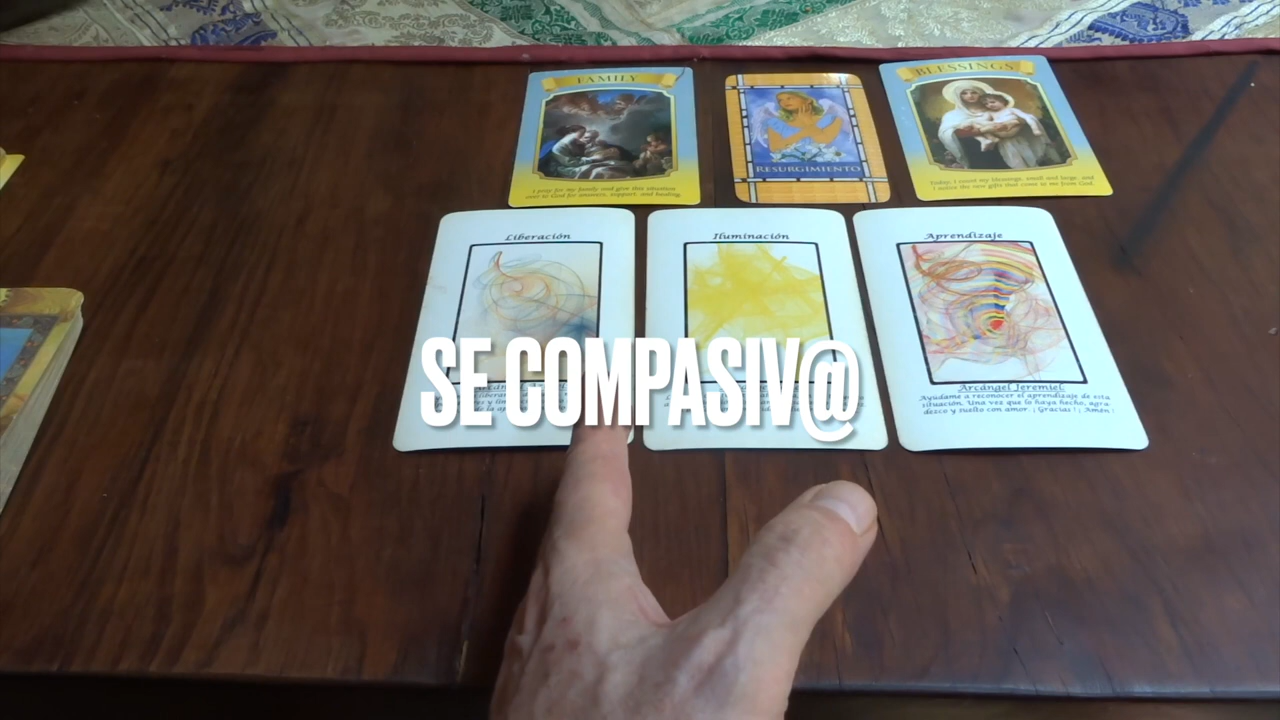 FAMILY
I pray for my family and give this situation
over to God for answers, support, and healing.
RESURGIMIENTO
BLESSINGS
Today, I count my blessings, small and large, and
I notice the new gifts that come to me from God.
Liberación
Iluminación
Aprendizaje
Arcángel Jeremiel.
Ayudame a reconocer el aprendizaje de esta
situación. Una vez que lo haya hecho, agra-
dezco y suelto con amor. ¡ Gracias ! ¡ Amén !
SE COMPASIV@